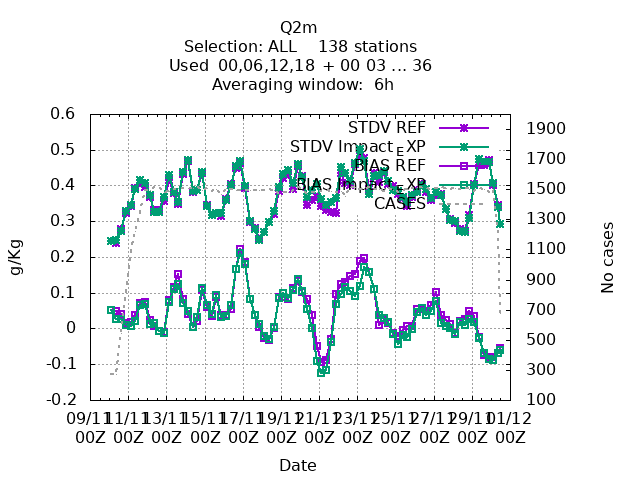 Q2m
Selection: ALL 138 stations
Used 00,06,12,18 + 00 03 ... 36
Averaging window: 6h
0.6
0.5
0.4
0.3
0.2
0.1
0
-0.1
-0.2
g/Kg
1900
1700
1500
1300
1100
900
700
500
300
100
No cases
STDV REF
STDV Impact_EXP
BIAS REF
BIAS Impact_EXP
CASES
09/11 11/11 13/11 15/11 17/11 19/11 21/11 23/11 25/11 27/11 29/11 01/12
00Z 00Z 00Z 00Z 00Z 00Z 00Z 00Z 00Z 00Z 00Z 00Z
Date